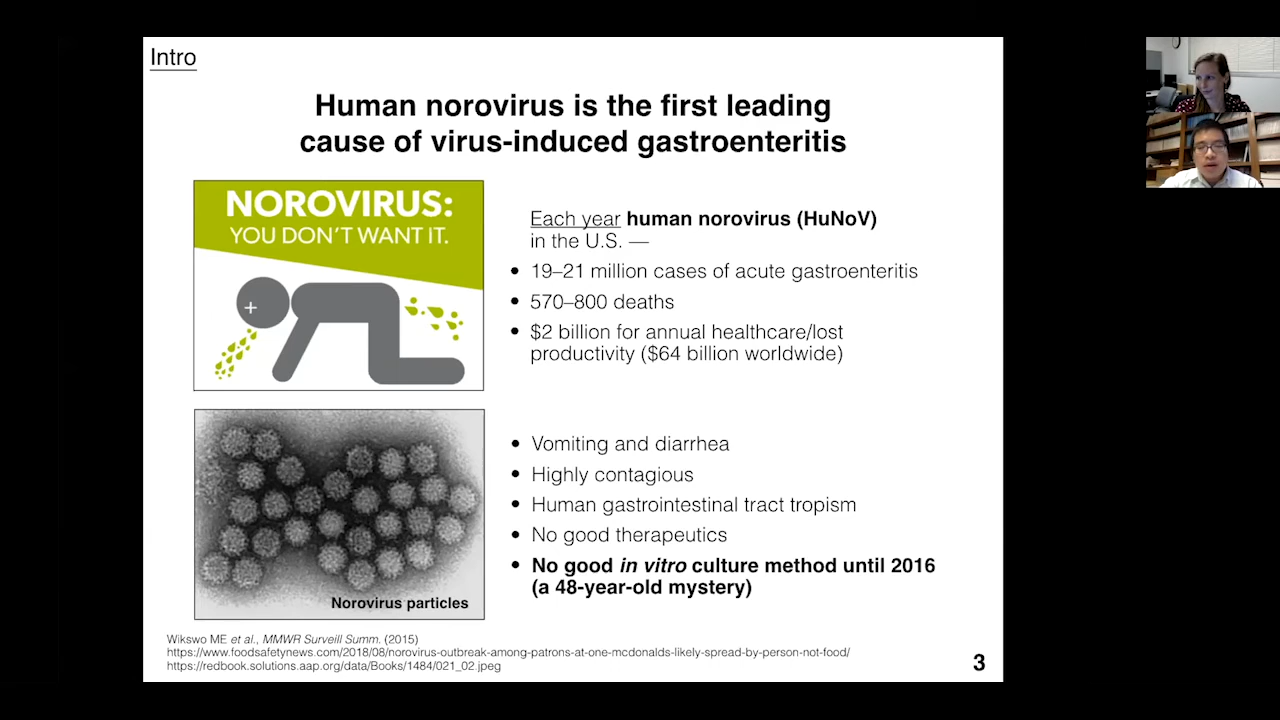 Intro
Human norovirus is the first leading
cause of virus-induced gastroenteritis
NOROVIRUS:
YOU DON'T WANT IT.
Each year human norovirus (HuNoV)
in the U.S. —
• 19–21 million cases of acute gastroenteritis
• 570–800 deaths
• $2 billion for annual healthcare/lost
productivity ($64 billion worldwide)
Norovirus particles
• Vomiting and diarrhea
• Highly contagious
• Human gastrointestinal tract tropism
• No good therapeutics
• No good in vitro culture method until 2016
(a 48-year-old mystery)
Wikswo ME et al., MMWR Surveill Summ. (2015)
https://www.foodsafetynews.com/2018/08/norovirus-outbreak-among-patrons-at-one-mcdonalds-likely-spread-by-person-not-food/
https://redbook.solutions.aap.org/data/Books/1484/021_02 jpeg
3